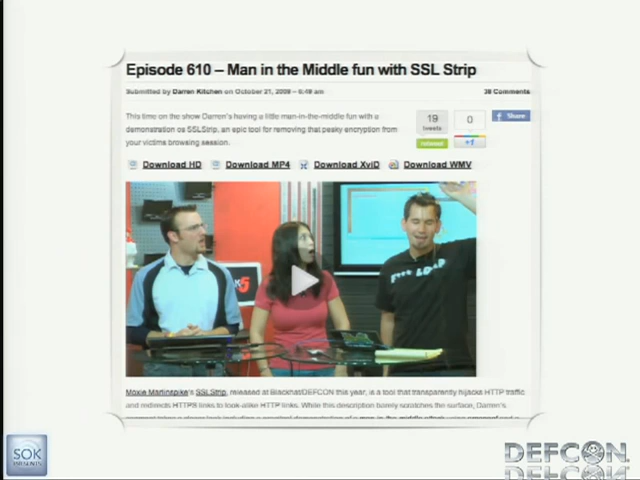 Episode 610 – Man in the Middle fun with SSL Strip
Submitted by Darren Kitchen on October 21, 2009 – 6:49 am
38 Comments
This time on the show Darren's having a little man-in-the-middle fun with a
demonstration os SSLStrip, an epic tool for removing that pesky encryption from
your victims browsing session.
19
tweets
retweet
0
+1
Share
Download HD Download MP4 Download XviD Download WMV
5
Moxie Marlinspike's SSLStrip, released at Blackhat/DEFCON this year, is a tool that transparently hijacks HTTP traffic
and redirects HTTPS links to look-alike HTTP links. While this description barely scratches the surface, Darren's
SOK
PRESENTS
DEFCON